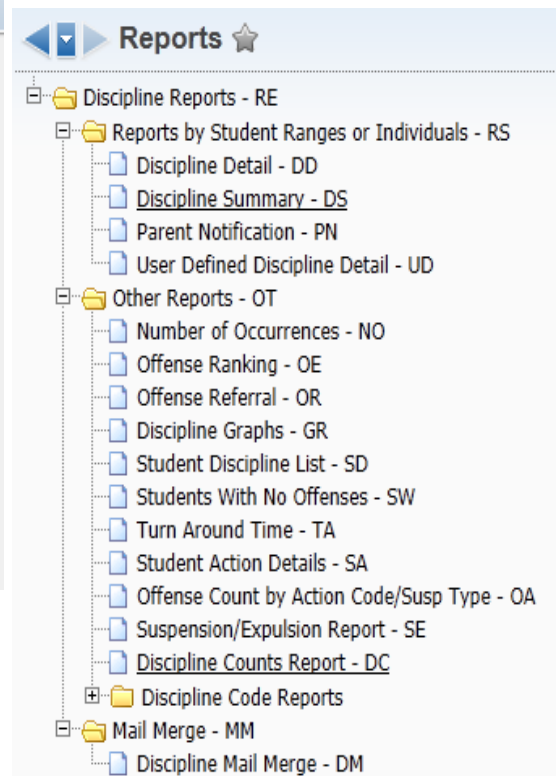 Reports
Discipline Reports - RE
Reports by Student Ranges or Individuals - RS
Discipline Detail - DD
Discipline Summary - DS
Parent Notification - PN
User Defined Discipline Detail - UD
Other Reports - OT
Number of Occurrences - NO
Offense Ranking - OE
Offense Referral - OR
Discipline Graphs - GR
Student Discipline List - SD
Students With No Offenses - SW
Turn Around Time - TA
Student Action Details - SA
Offense Count by Action Code/Susp Type - OA
Suspension/Expulsion Report - SE
Discipline Counts Report - DC
Discipline Code Reports
Mail Merge - MM
Discipline Mail Merge - DM